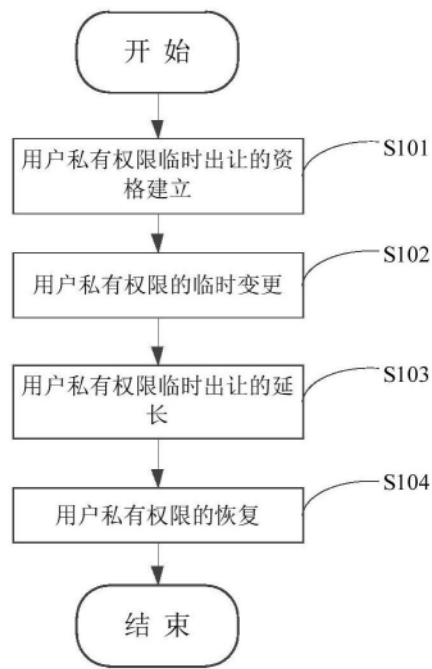 开 始
用户私有权限临时出让的资
格建立
S101
用户私有权限的临时变更
S102
用户私有权限临时出让的延
长
S103
用户私有权限的恢复
S104
结 束